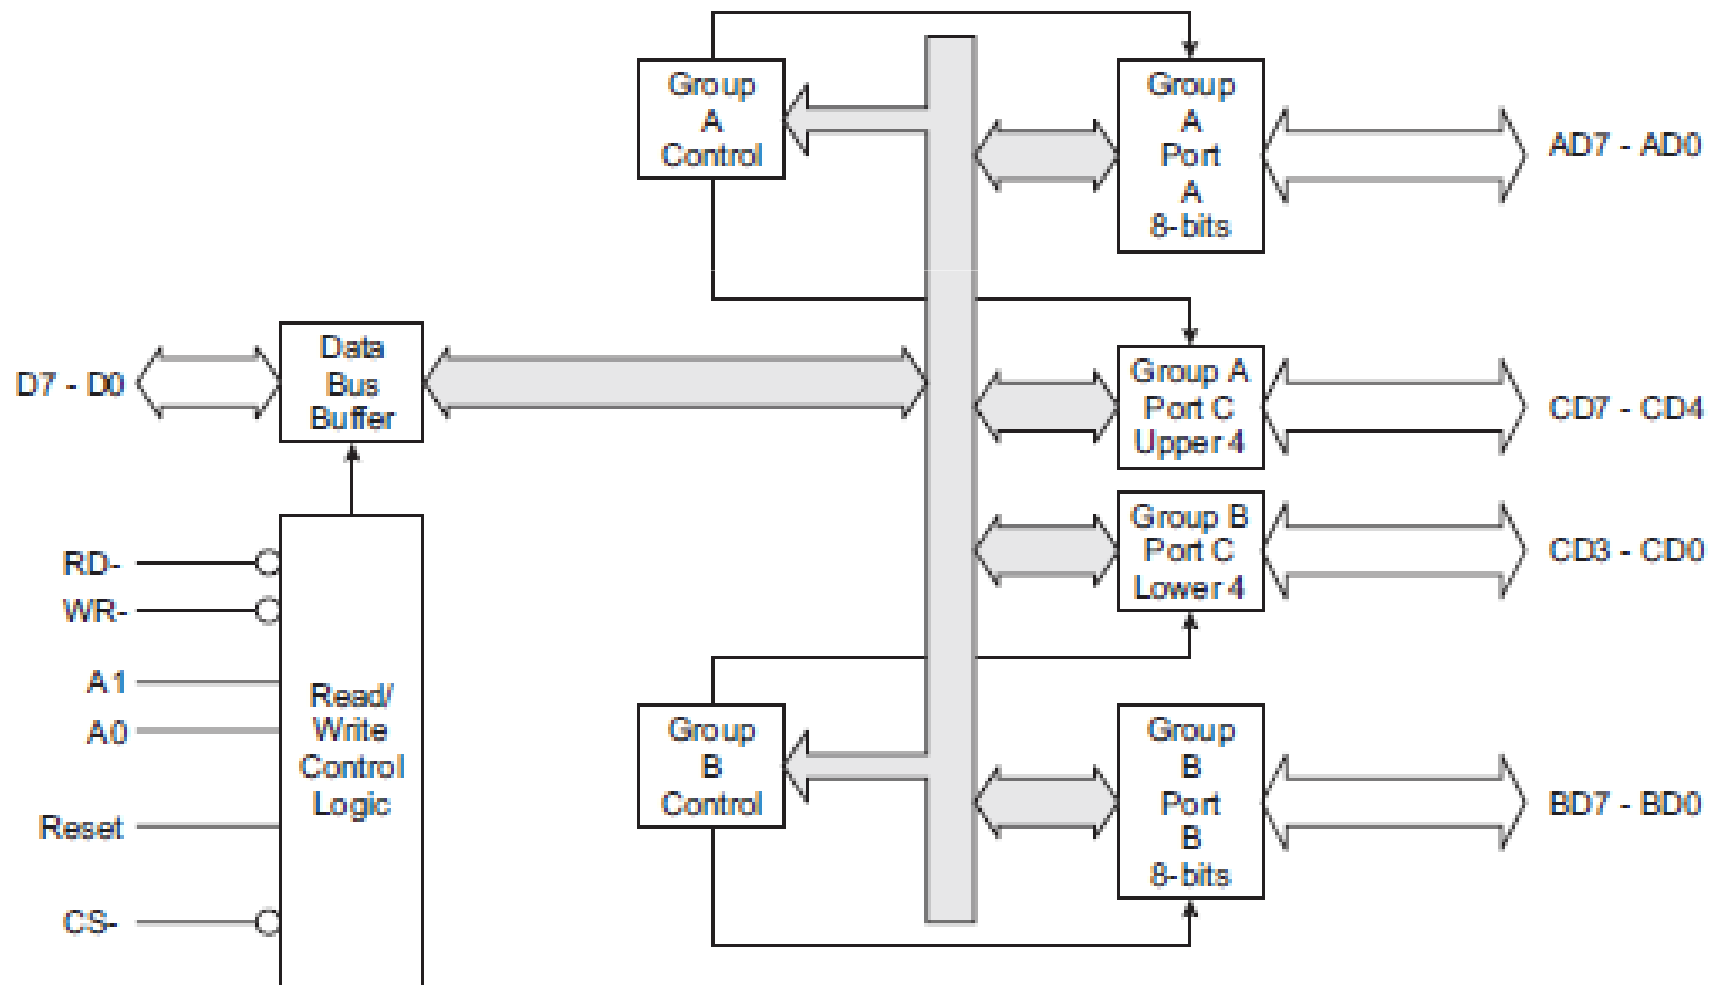 Group
A
Control
Group
A
Port
A
8-bits
AD7 - AD0
D7 - D0
Data
Bus
Buffer
Group A
Port C
Upper 4
CD7 - CD4
Group B
Port C
Lower 4
CD3 - CD0
RD-
WR-
A1
A0
Reset
CS-
Read/
Write
Control
Logic
Group
B
Control
Group
B
Port
B
8-bits
BD7 - BD0